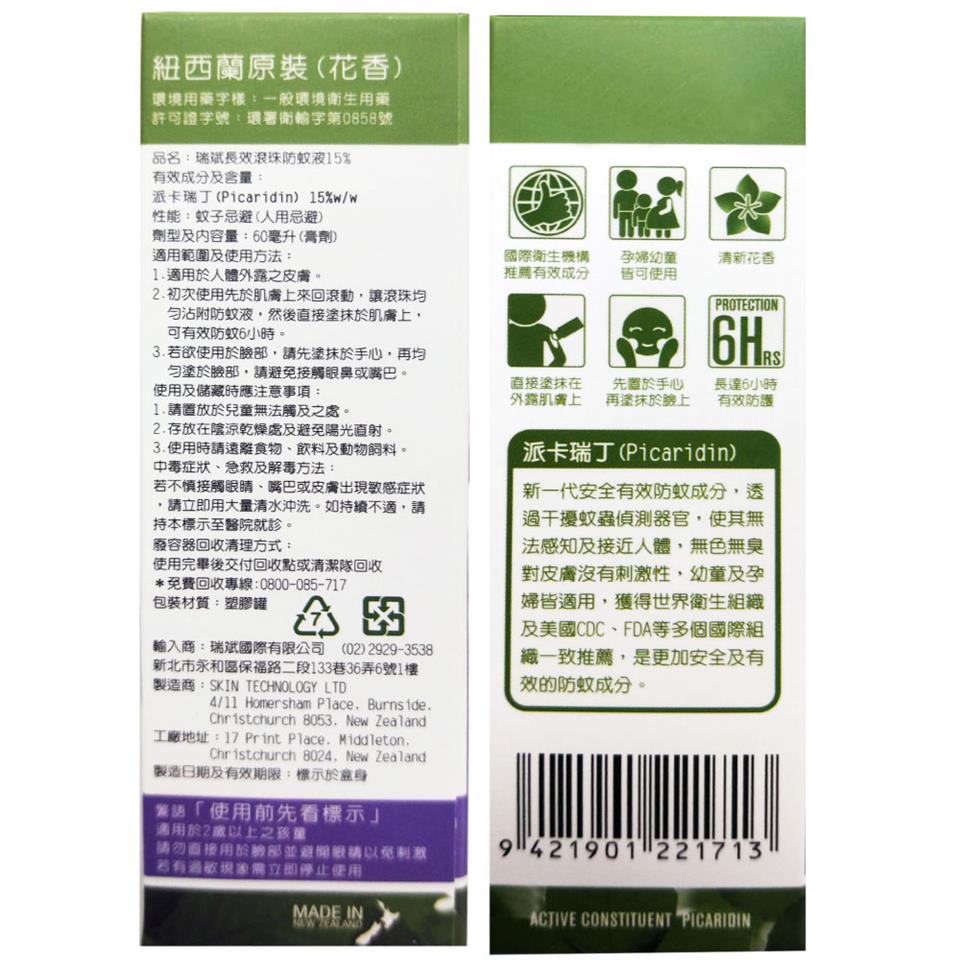 紐西蘭原裝(花香)
環境用藥字樣：一般環境衛生用藥
許可證字號：環署衛輸字第0858號
品名：瑞斌長效滾珠防蚊液15%
有效成分及含量：
派卡瑞丁(Picaridin) 15%w/w
性能：蚊子忌避(人用忌避)
劑型及內容量：60毫升(膏劑)
適用範圍及使用方法：
1.適用於人體外露之皮膚。
2.初次使用先於肌膚上來回滾動，讓滾珠均
勻沾附防蚊液，然後直接塗抹於肌膚上，
可有效防蚊6小時。
3.若欲使用於臉部，請先塗抹於手心，再均
勻塗於臉部，請避免接觸眼鼻或嘴巴。
使用及儲藏時應注意事項：
1.請置放於兒童無法觸及之處。
2.存放在陰涼乾燥處及避免陽光直射。
3.使用時請遠離食物、飲料及動物飼料。
中毒症狀、急救及解毒方法：
若不慎接觸眼睛、嘴巴或皮膚出現敏感症狀
，請立即用大量清水沖洗。如持續不適，請
持本標示至醫院就診。
廢容器回收清理方式：
使用完畢後交付回收點或清潔隊回收
＊免費回收專線:0800-085-717
包裝材質：塑膠罐
7
輸入商：瑞斌國際有限公司 (02)2929-3538
新北市永和區保福路二段133巷36弄6號1樓
製造商：SKIN TECHNOLOGY LTD
4/11 Homersham Place, Burnside,
Christchurch 8053, New Zealand
工廠地址：17 Print Place, Middleton,
Christchurch 8024, New Zealand
製造日期及有效期限：標示於盒身
警語「使用前先看標示」
適用於2歲以上之孩童
請勿直接用於臉部並避開眼睛以免刺激
若有過敏現象需立即停止使用
MADE IN
NEW ZEALAND
國際衛生機構
推薦有效成分
孕婦幼童
皆可使用
清新花香
PROTECTION
6HRS
直接塗抹在
外露肌膚上
先置於手心
再塗抹於臉上
長達6小時
有效防護
派卡瑞丁(Picaridin)
新一代安全有效防蚊成分，透
過干擾蚊蟲偵測器官，使其無
法感知及接近人體，無色無臭
對皮膚沒有刺激性，幼童及孕
婦皆適用，獲得世界衛生組織
及美國CDC、FDA等多個國際組
織一致推薦，是更加安全及有
效的防蚊成分。
9 421901 221713
ACTIVE CONSTITUENT PICARIDIN